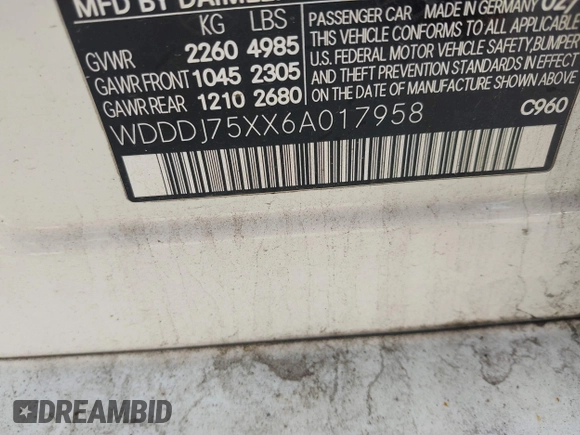 MFD BY
PASSENGER CAR MADE IN GERMANY
KG LBS
THIS VEHICLE CONFORMS TO ALL APPLICABLE
GVWR 2260 4985
U.S. FEDERAL MOTOR VEHICLE SAFETY, BUMPER
GAWR FRONT 1045 2305
AND THEFT PREVENTION STANDARDS IN EFFECT
GAWR REAR 1210 2680
ON THE DATE OF MANUFACTURE SHOWN ABOVE
WDDDJ75XX6A017958
C960
DREAMBID